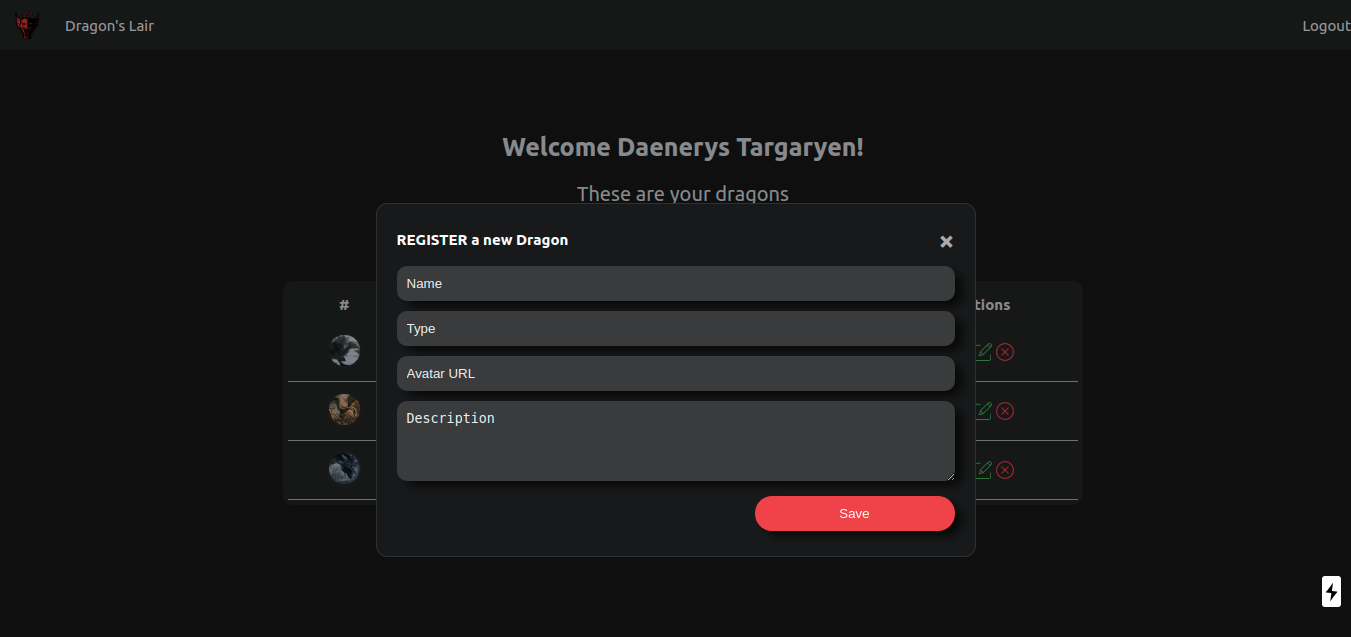 Dragon's Lair
Logout
Welcome Daenerys Targaryen!
These are your dragons
REGISTER a new Dragon
Name
#
tions
Type
Avatar URL
Description
Save